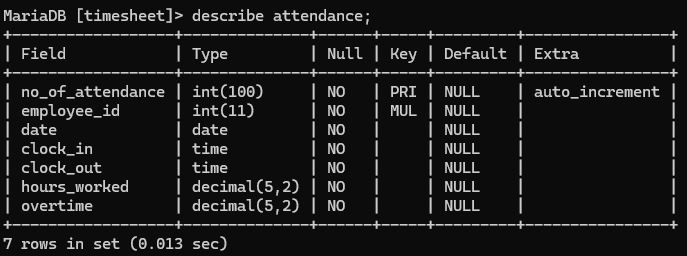 MariaDB [timesheet]> describe attendance;
+------------------+--------------+------+-----+---------+----------------+
| Field            | Type         | Null | Key | Default | Extra          |
+------------------+--------------+------+-----+---------+----------------+
| no_of_attendance | int(100)     | NO   | PRI | NULL    | auto_increment |
| employee_id      | int(11)      | NO   | MUL | NULL    |                |
| date             | date         | NO   |     | NULL    |                |
| clock_in         | time         | NO   |     | NULL    |                |
| clock_out        | time         | NO   |     | NULL    |                |
| hours_worked     | decimal(5,2) | NO   |     | NULL    |                |
| overtime         | decimal(5,2) | NO   |     | NULL    |                |
+------------------+--------------+------+-----+---------+----------------+
7 rows in set (0.013 sec)